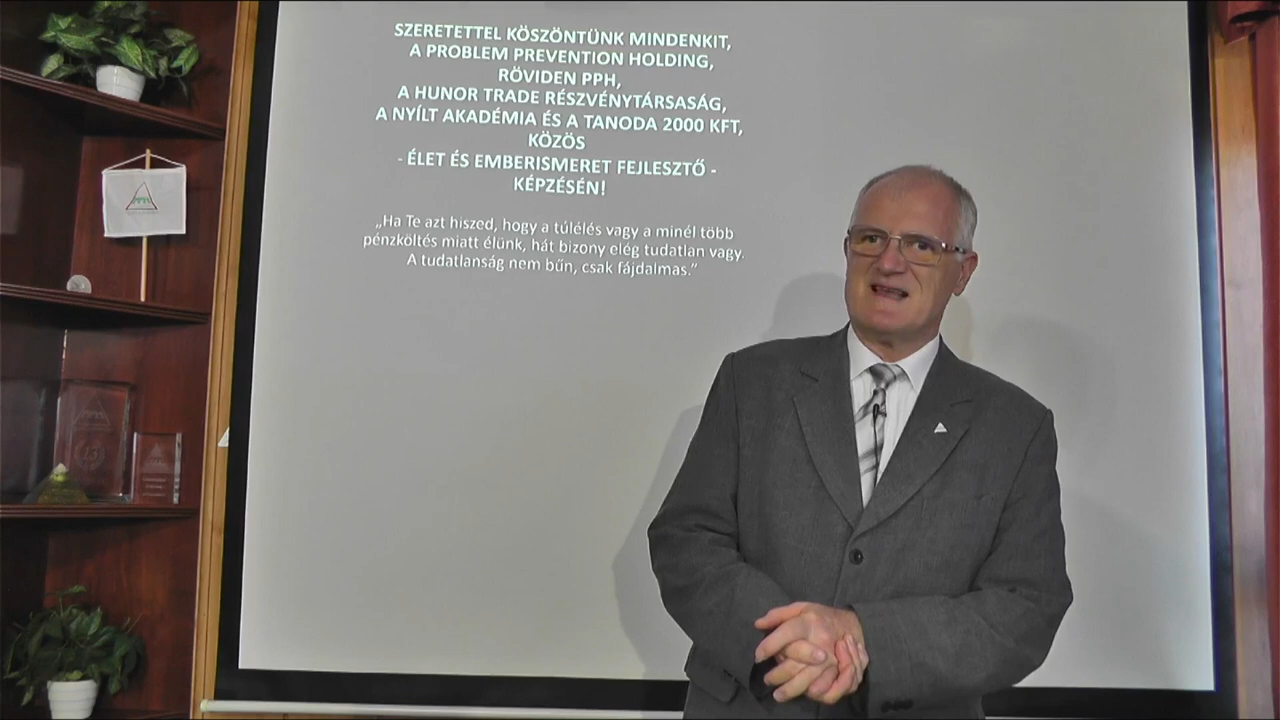 SZERETETTEL KÖSZÖNTÜNK MINDENKIT,
A PROBLEM PREVENTION HOLDING,
RÖVIDEN PPH,
A HUNOR TRADE RÉSZVÉNYTÁRSASÁG,
A NYÍLT AKADÉMIA ÉS A TANODA 2000 KFT,
KÖZÖS
- ÉLET ÉS EMBERISMERET FEJLESZTŐ -
KÉPZÉSÉN!
„Ha Te azt hiszed, hogy a túlélés vagy a minél több
pénzköltés miatt élünk, hát bizony elég tudatlan vagy.
A tudatlanság nem bűn, csak fájdalmas.”
13